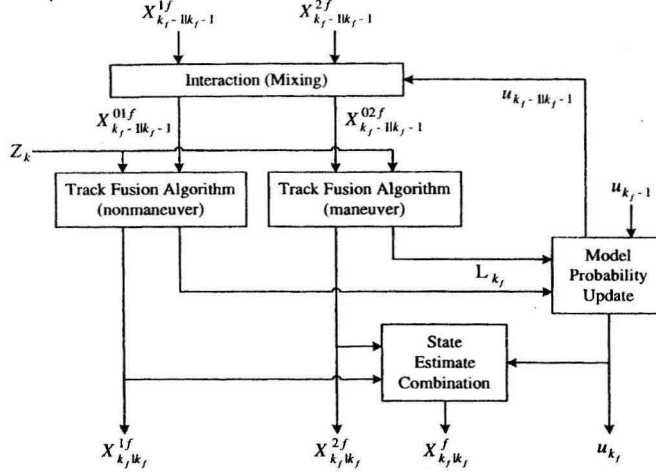 X^{1f}_{k_f-1|k_f-1} X^{2f}_{k_f-1|k_f-1}
Interaction (Mixing)
u_{k_f-1|k_f-1}
X^{01f}_{k_f-1|k_f-1} X^{02f}_{k_f-1|k_f-1}
Z_k
Track Fusion Algorithm
(nonmaneuver)
Track Fusion Algorithm
(maneuver)
u_{k_f-1}
L_{k_f}
Model
Probability
Update
State
Estimate
Combination
X^{1f}_{k_f|k_f} X^{2f}_{k_f|k_f} X^{f}_{k_f|k_f} u_{k_f}